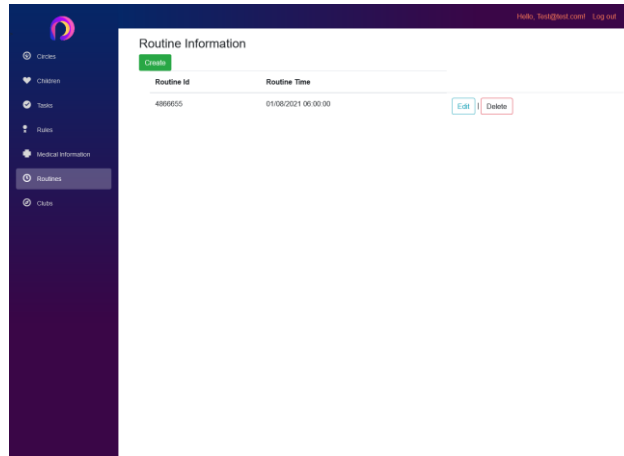 Hello, Test@test.com! Log out
Circles
Children
Tasks
Rules
Medical Information
Routines
Clubs
Routine Information
Create
Routine Id Routine Time
4866655 01/08/2021 06:00:00 Edit | Delete